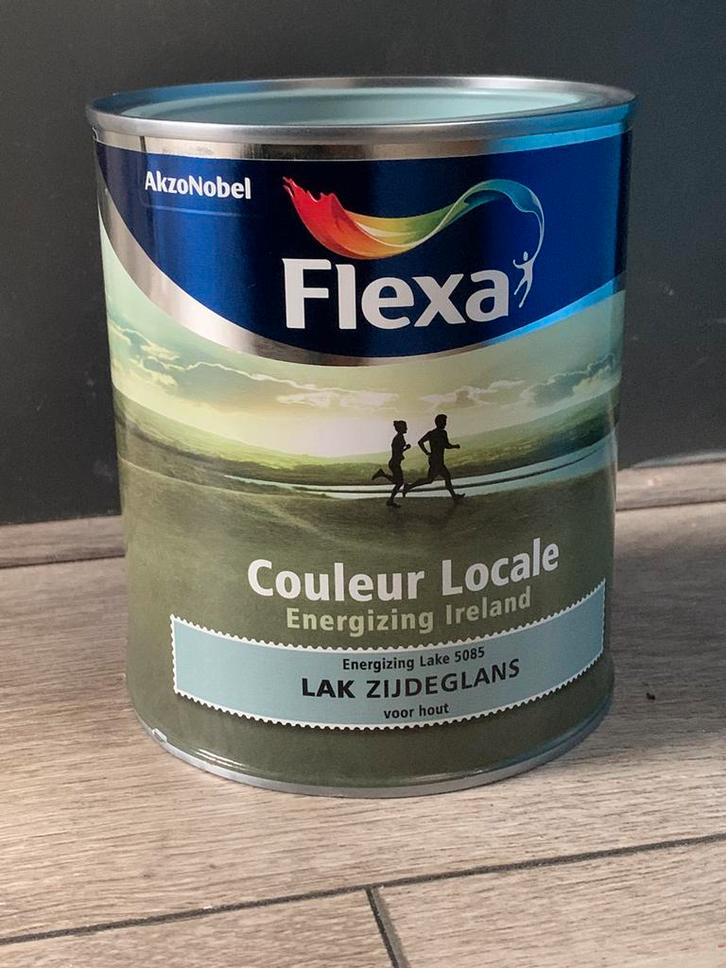 AkzoNobel
Flexa
Couleur Locale
Energizing Ireland
Energizing Lake 5085
LAK ZIJDEGLANS
voor hout